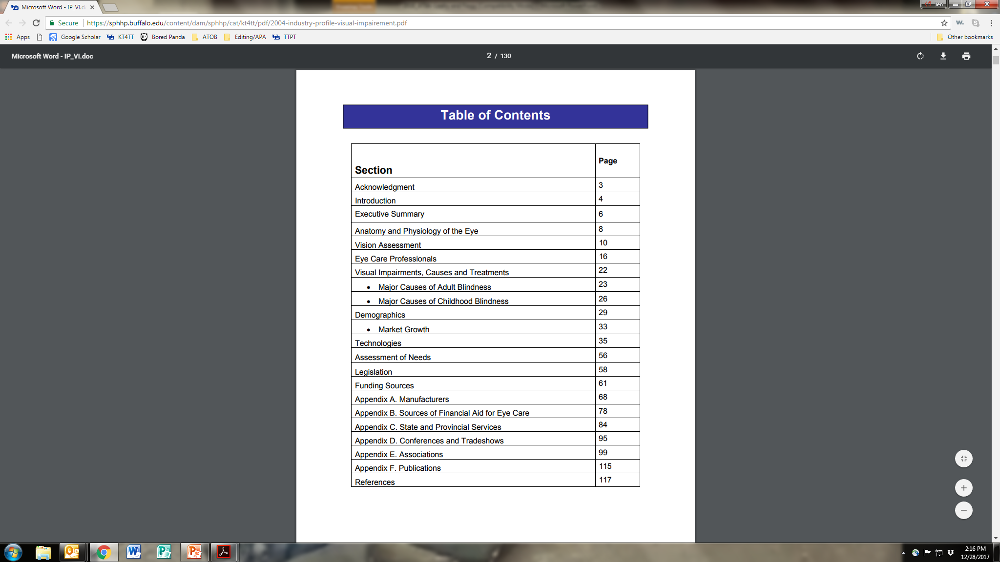 Microsoft Word - IP_VI.d
Jen
Secure https://sphhp.buffalo.edu/content/dam/sphhp/cat/kt4tt/pdf/2004-industry-profile-visual-impairement.pdf
W.
Apps Google Scholar KT4TT Bored Panda ATOB Editing/APA TTPT Other bookmarks
Microsoft Word - IP_VI.doc 2 / 130
Table of Contents
Section Page
Acknowledgment 3
Introduction 4
Executive Summary 6
Anatomy and Physiology of the Eye 8
Vision Assessment 10
Eye Care Professionals 16
Visual Impairments, Causes and Treatments 22
• Major Causes of Adult Blindness 23
• Major Causes of Childhood Blindness 26
Demographics 29
• Market Growth 33
Technologies 35
Assessment of Needs 56
Legislation 58
Funding Sources 61
Appendix A. Manufacturers 68
Appendix B. Sources of Financial Aid for Eye Care 78
Appendix C. State and Provincial Services 84
Appendix D. Conferences and Tradeshows 95
Appendix E. Associations 99
Appendix F. Publications 115
References 117
2:16 PM
12/28/2017